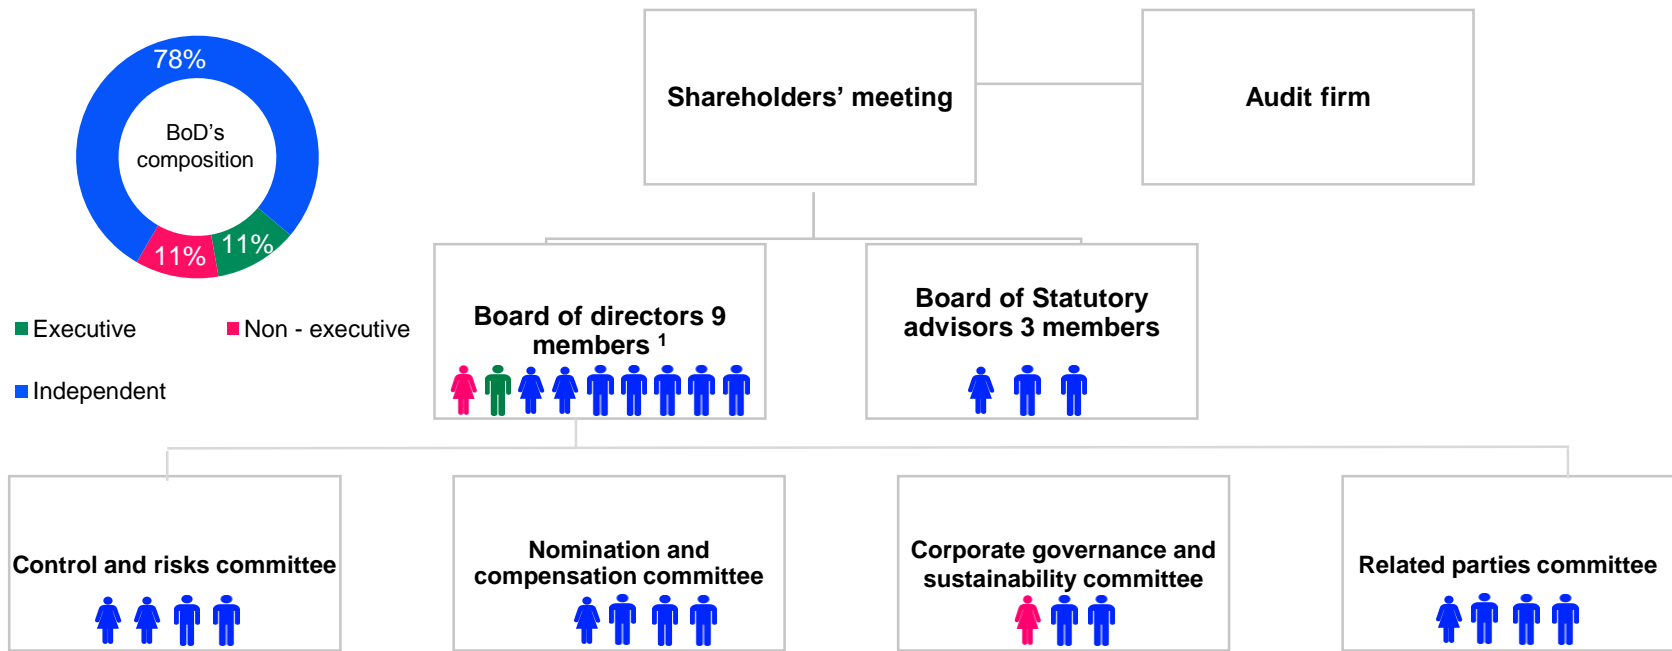 78%
BoD's
composition
11%
11%
Executive
Non - executive
Independent
Shareholders’ meeting
Audit firm
Board of directors 9
members ¹
Board of Statutory
advisors 3 members
Control and risks committee
Nomination and
compensation committee
Corporate governance and
sustainability committee
Related parties committee